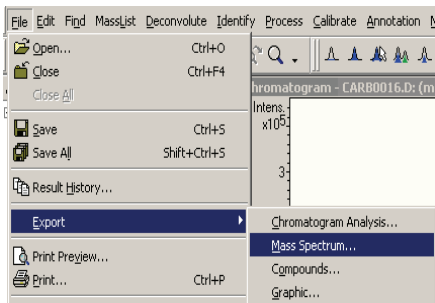 File Edit Find MassList Deconvolute Identify Process Calibrate Annotation
Open... Ctrl+O
Close Ctrl+F4
Close All
hromatogram - CARB0016.D: (m
Intens.
x105
Save Ctrl+S
Save All Shift+Ctrl+S
3
Result History...
Export
Chromatogram Analysis...
Print Preview...
Mass Spectrum...
Compounds...
Print... Ctrl+P
Graphic...